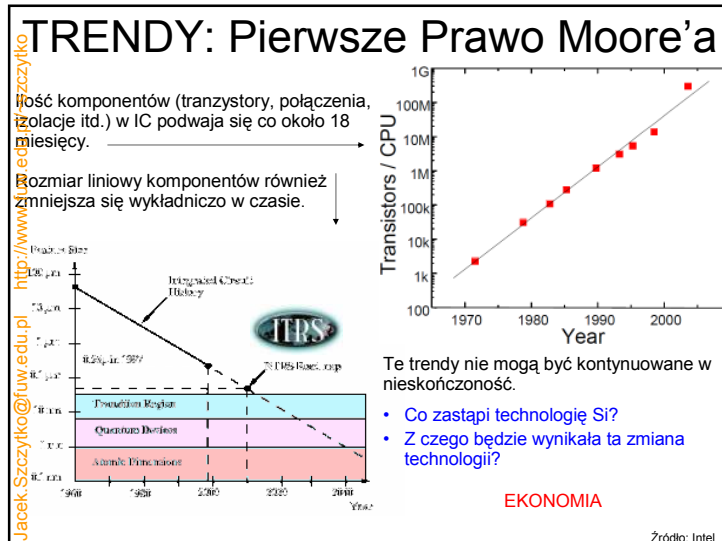 TRENDY: Pierwsze Prawo Moore'a
Ilość komponentów (tranzystory, połączenia,
izolacje itd.) w IC podwaja się co około 18
miesięcy.
Rozmiar liniowy komponentów również
zmniejsza się wykładniczo w czasie.
Jacek.Szczytko@fuw.edu.pl http://www.fuw.edu.pl/~szczytko
1G
100M
10M
1M
100k
10k
1k
100
Transistors / CPU
1970
1980
1990
2000
Year
Feature Size
Integrated Circuit
History
ITRS
Transition Region
Quantum Devices
Atomic Dimensions
2000
2020
2040
Year
Te trendy nie mogą być kontynuowane w
nieskończoność.
• Co zastąpi technologię Si?
• Z czego będzie wynikała ta zmiana
technologii?
EKONOMIA
Źródło: Intel